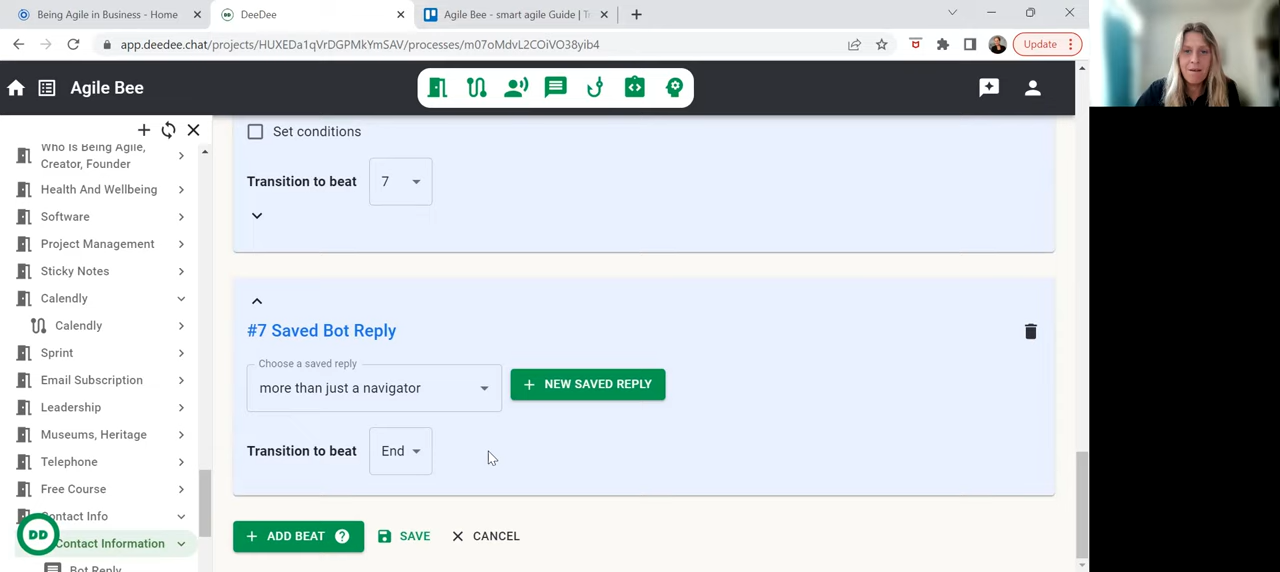 Being Agile in Business - Home
DeeDee
Agile Bee - smart agile Guide | Tr
app.deedee.chat/projects/HUXEDa1qVrDGPMkYmSAV/processes/m07oMdvL2COiVO38yib4
Update
Agile Bee
Who Is Being Agile,
Creator, Founder
Health And Wellbeing
Software
Project Management
Sticky Notes
Calendly
Calendly
Sprint
Email Subscription
Leadership
Museums, Heritage
Telephone
Free Course
Contact Info
Contact Information
Bot Reply
DD
Set conditions
Transition to beat 7
#7 Saved Bot Reply
Choose a saved reply
more than just a navigator
+ NEW SAVED REPLY
Transition to beat End
+ ADD BEAT ?
SAVE
CANCEL